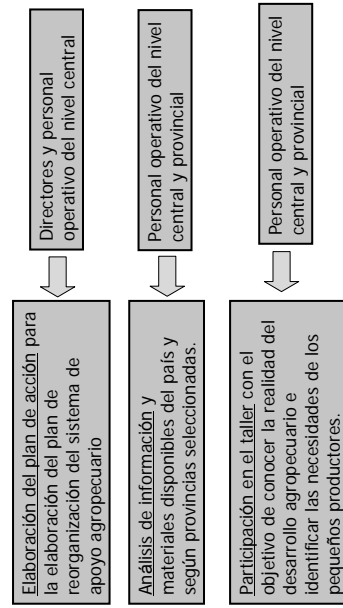 Elaboración del plan de acción para
la elaboración del plan de
reorganización del sistema de
apoyo agropecuario
Directores y personal
operativo del nivel central
Análisis de información y
materiales disponibles del país y
según provincias seleccionadas.
Personal operativo del nivel
central y provincial
Participación en el taller con el
objetivo de conocer la realidad del
desarrollo agropecuario e
identificar las necesidades de los
pequeños productores.
Personal operativo del nivel
central y provincial